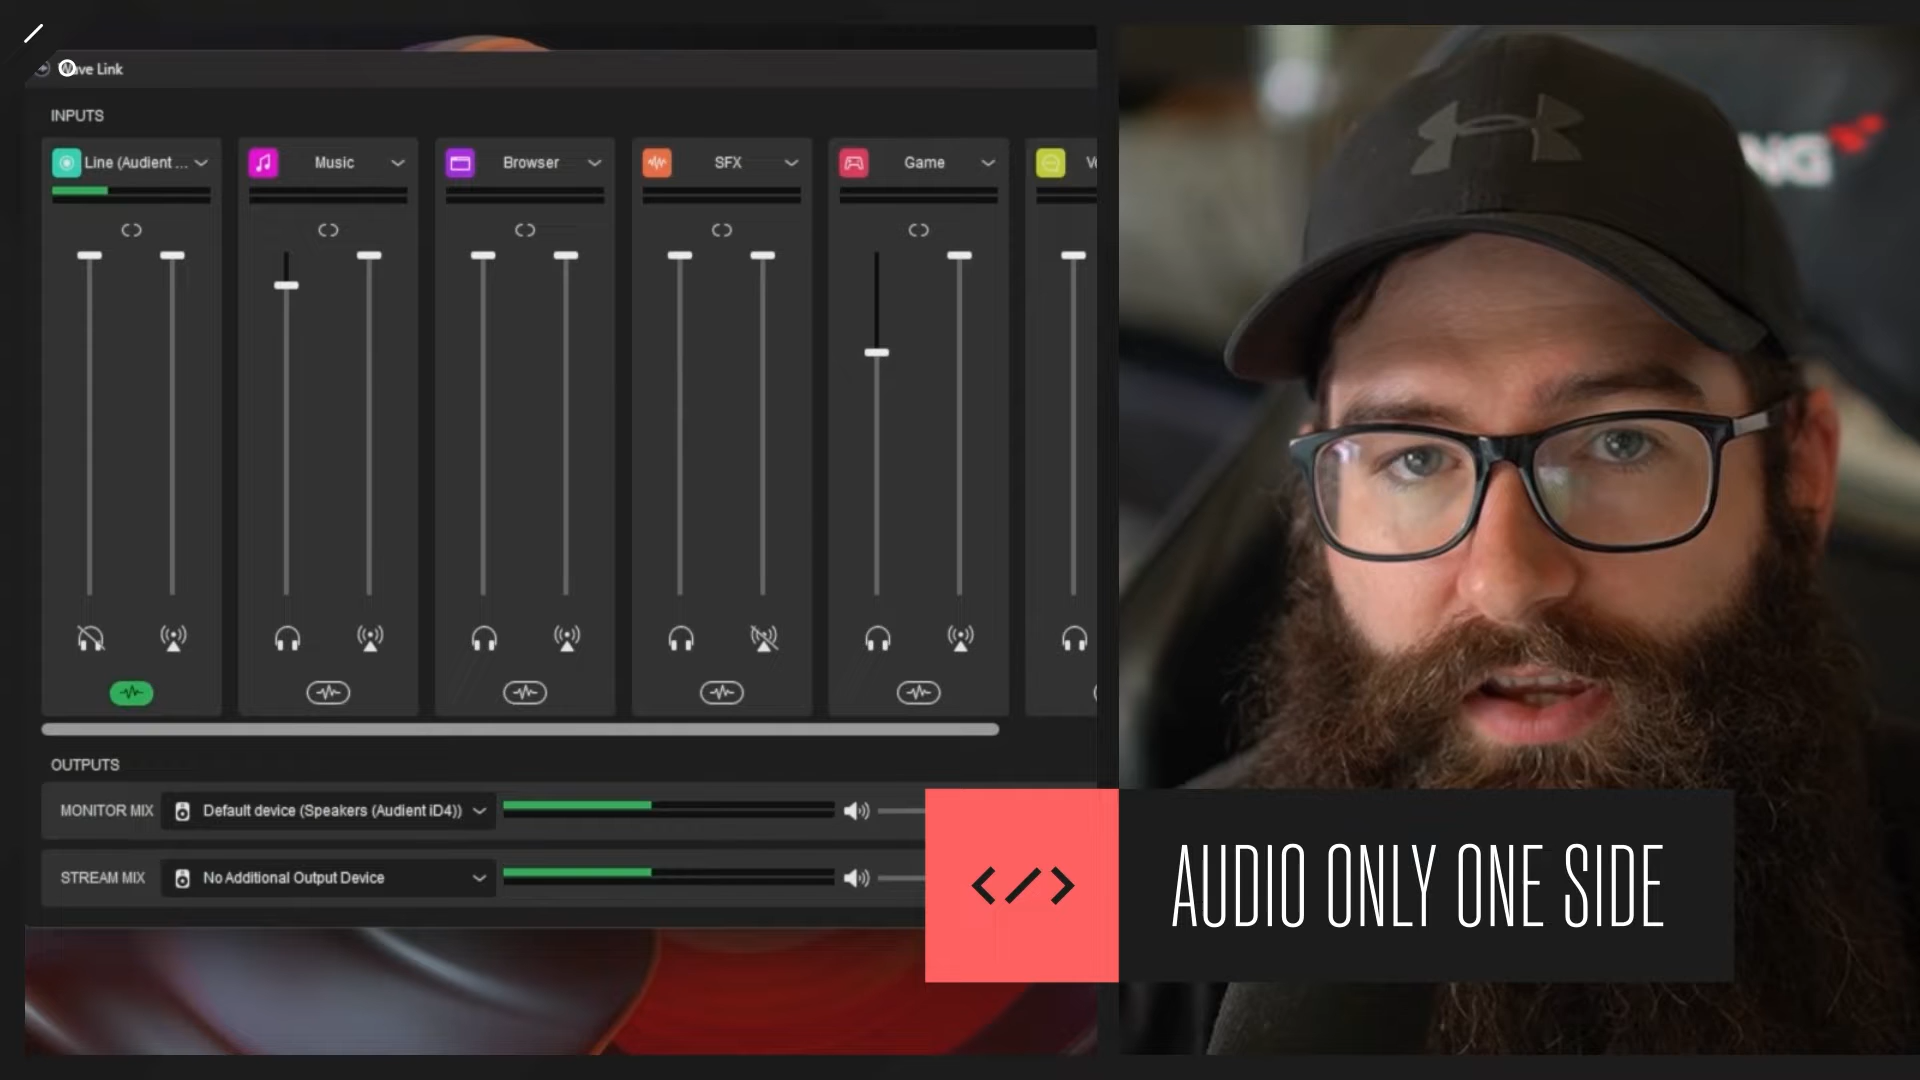 Wave Link
INPUTS
Line (Audient ...
Music
Browser
SFX
Game
OUTPUTS
MONITOR MIX
Default device (Speakers (Audient iD4))
STREAM MIX
No Additional Output Device
</>
AUDIO ONLY ONE SIDE